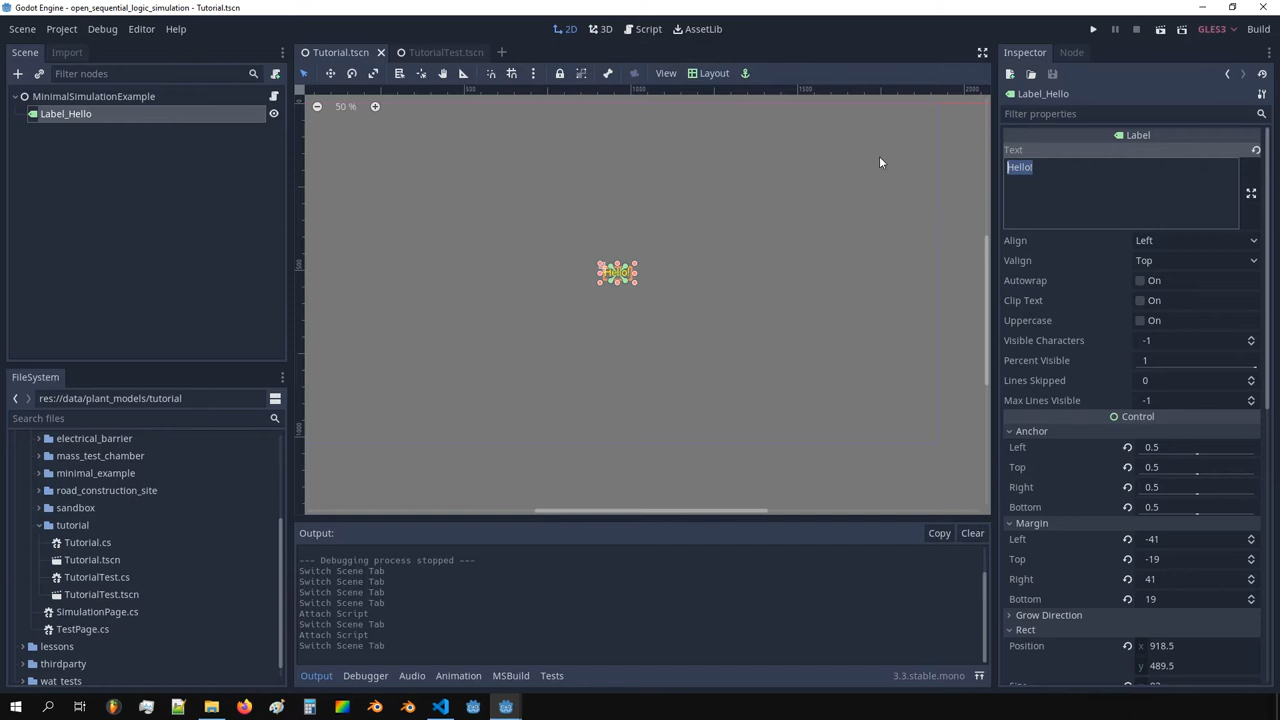 Godot Engine - open_sequential_logic_simulation - Tutorial.tscn
Scene Project Debug Editor Help
2D 3D Script AssetLib
GLES3 Build
Scene Import
Filter nodes
MinimalSimulationExample
Label_Hello
Tutorial.tscn TutorialTest.tscn
View Layout
500 1000 1500 2000
50 %
0
500
1000
Hello!
FileSystem
res://data/plant_models/tutorial
Search files
electrical_barrier
mass_test_chamber
minimal_example
road_construction_site
sandbox
tutorial
Tutorial.cs
Tutorial.tscn
TutorialTest.cs
TutorialTest.tscn
SimulationPage.cs
TestPage.cs
lessons
thirdparty
wat_tests
Output:
Copy Clear
--- Debugging process stopped ---
Switch Scene Tab
Switch Scene Tab
Switch Scene Tab
Switch Scene Tab
Attach Script
Switch Scene Tab
Attach Script
Switch Scene Tab
Output Debugger Audio Animation MSBuild Tests
3.3.stable.mono
Inspector Node
Label_Hello
Filter properties
Label
Text
Hello!
Align Left
Valign Top
Autowrap On
Clip Text On
Uppercase On
Visible Characters -1
Percent Visible 1
Lines Skipped 0
Max Lines Visible -1
Control
Anchor
Left 0.5
Top 0.5
Right 0.5
Bottom 0.5
Margin
Left -41
Top -19
Right 41
Bottom 19
Grow Direction
Rect
Position x 918.5
y 489.5